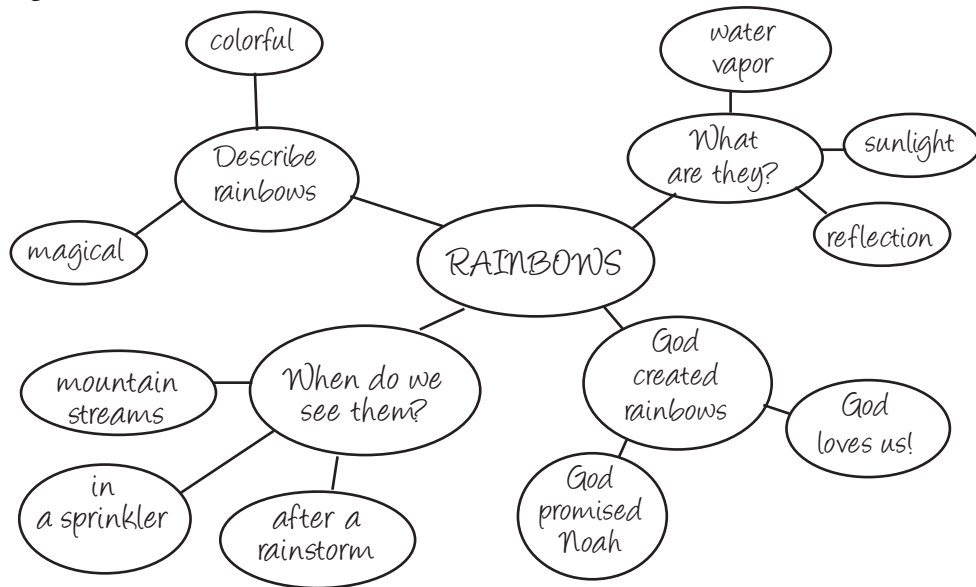 colorful
Describe
rainbows
magical
RAINBOWS
water
vapor
What
are they?
sunlight
reflection
When do we
see them?
mountain
streams
in
a sprinkler
after a
rainstorm
God
created
rainbows
God
loves us!
God
promised
Noah